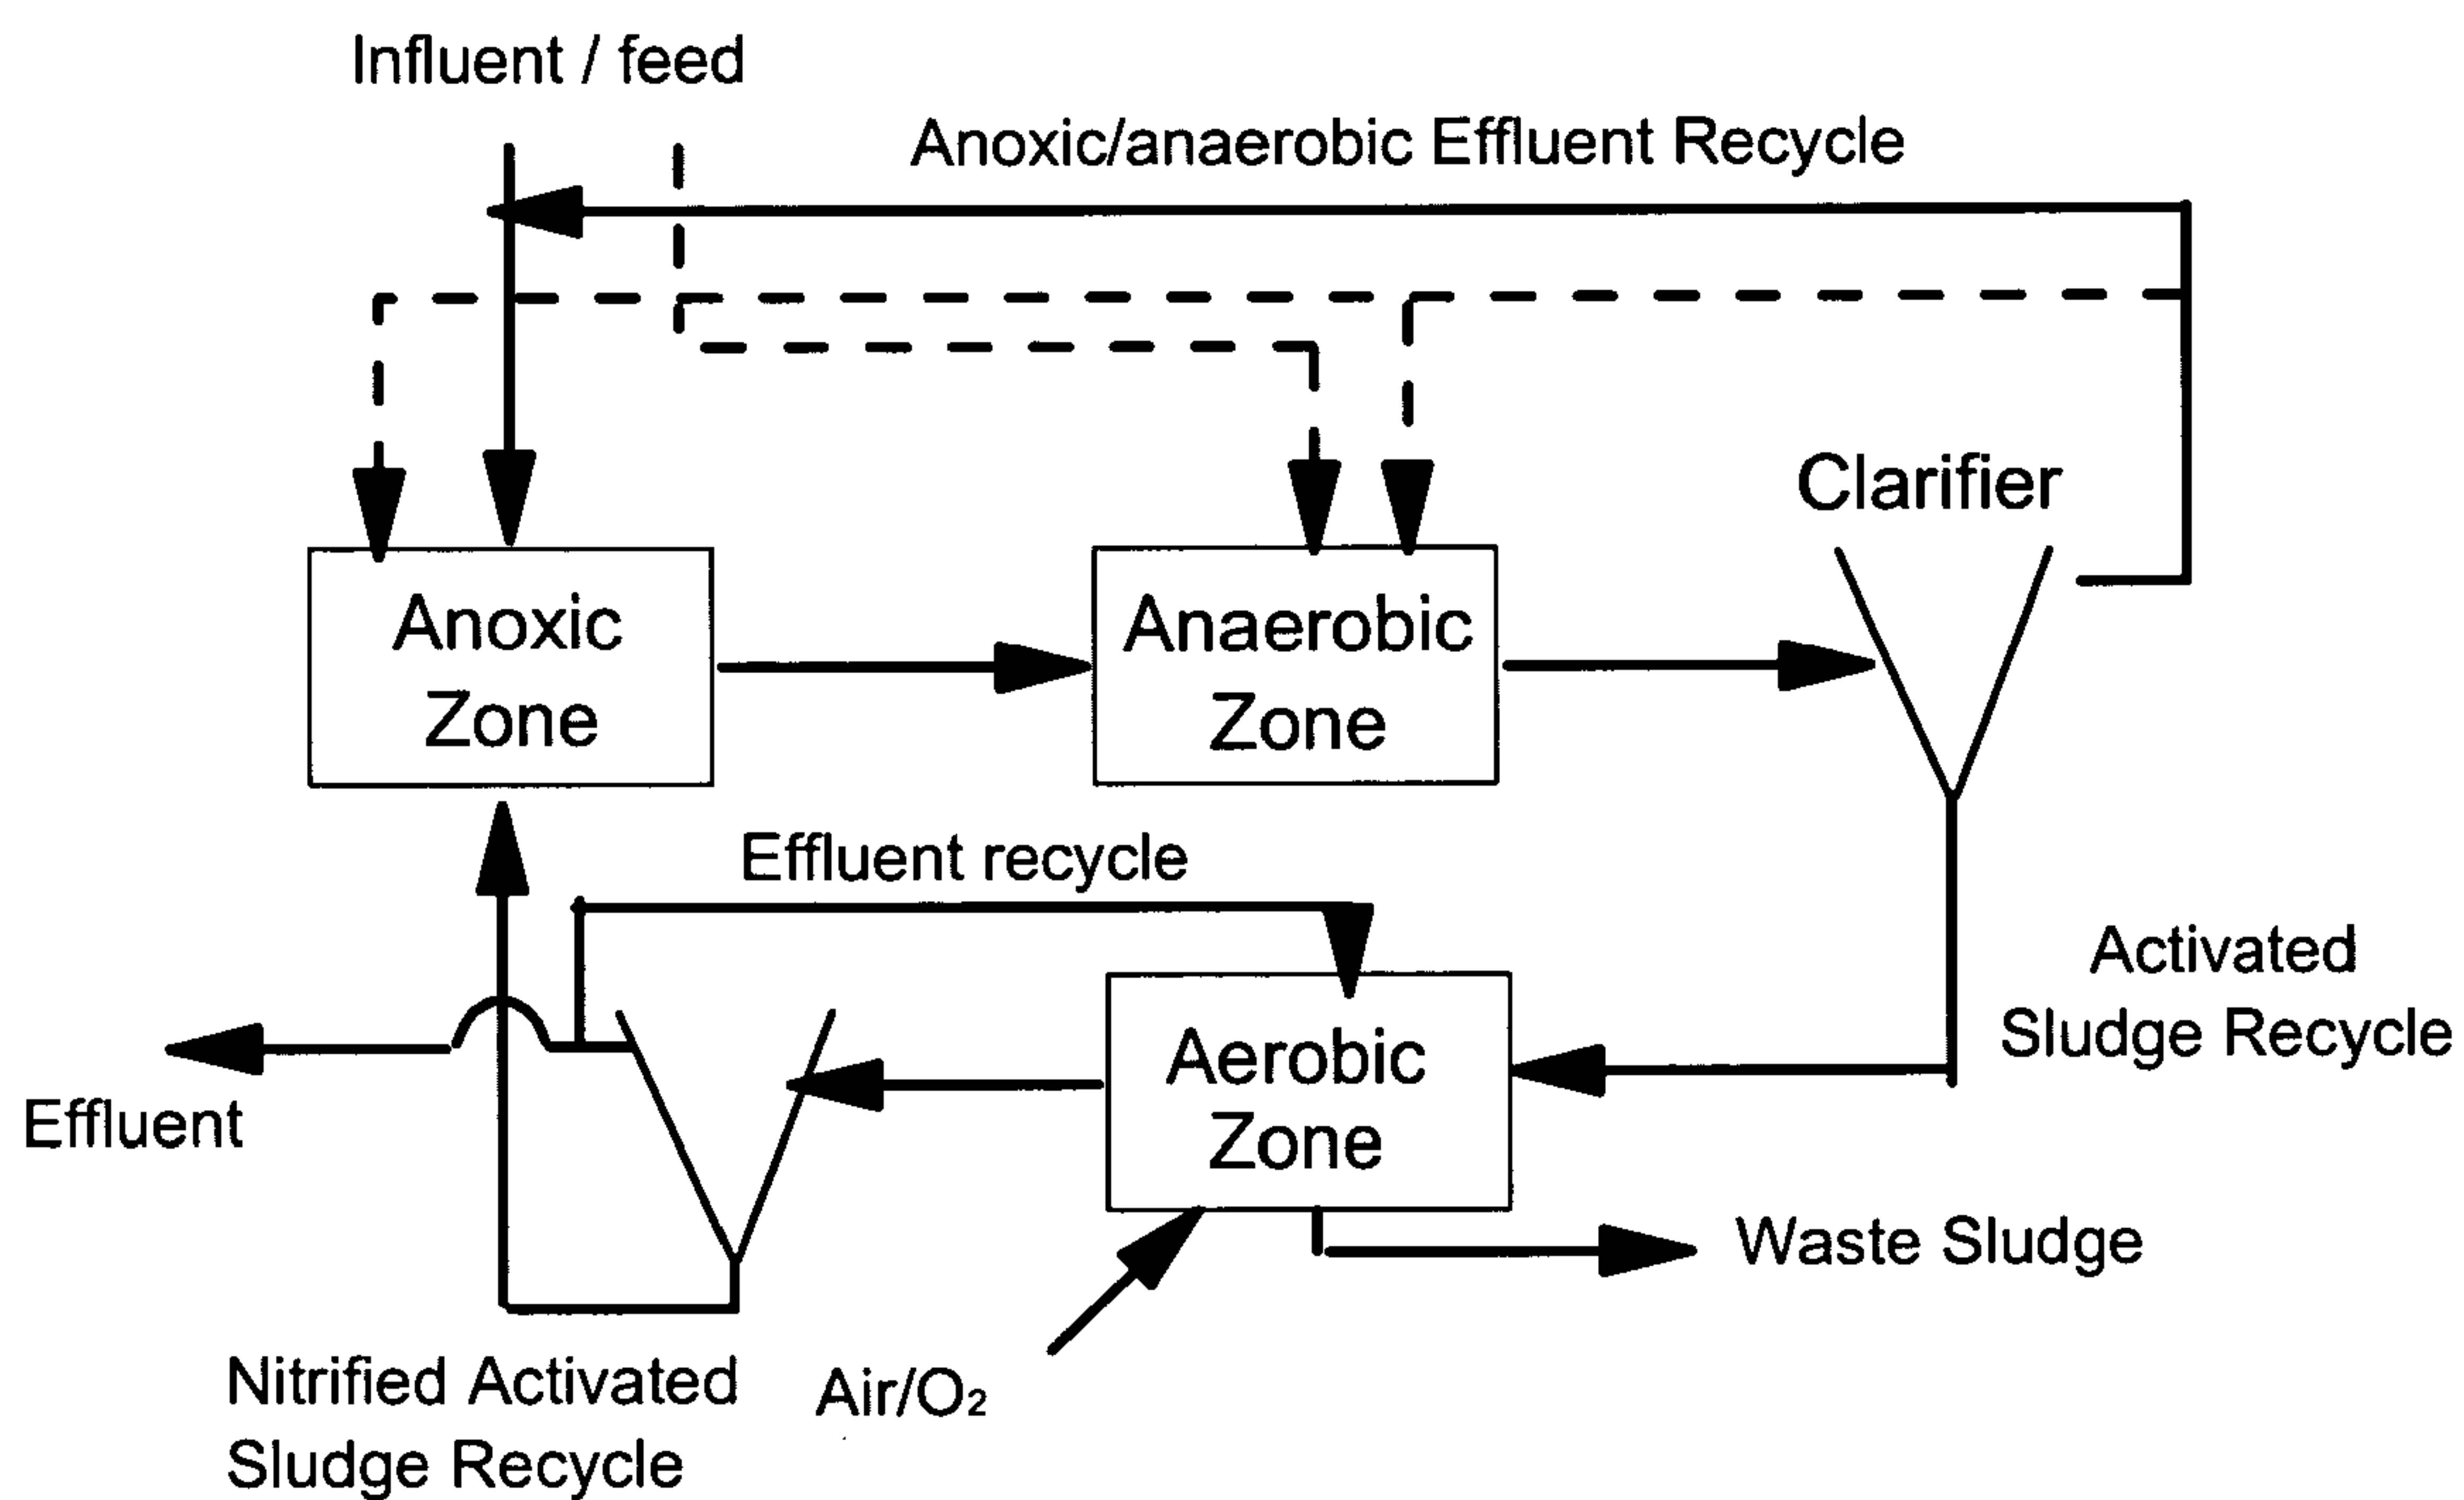 Influent / feed
Anoxic/anaerobic Effluent Recycle
Clarifier
Anoxic
Zone
Anaerobic
Zone
Effluent recycle
Activated
Sludge Recycle
Aerobic
Zone
Effluent
Waste Sludge
Nitrified Activated
Sludge Recycle
Air/O₂